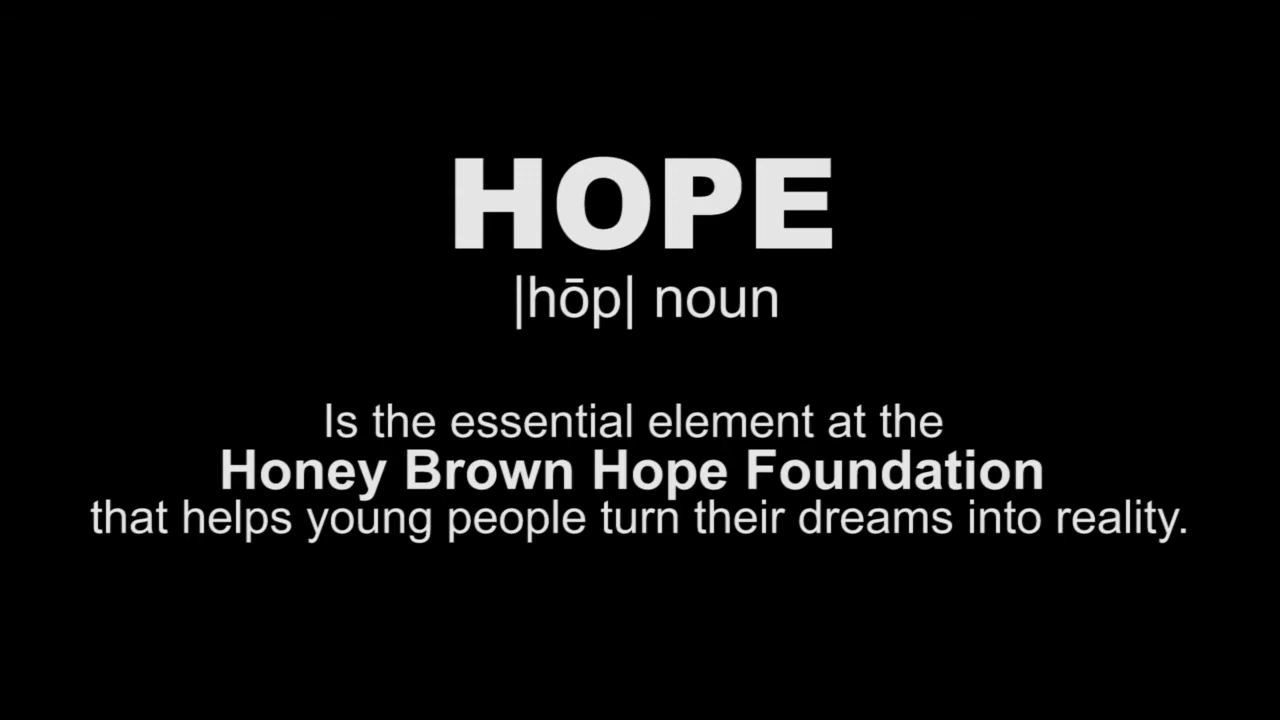 HOPE
|hōp| noun
Is the essential element at the
Honey Brown Hope Foundation
that helps young people turn their dreams into reality.